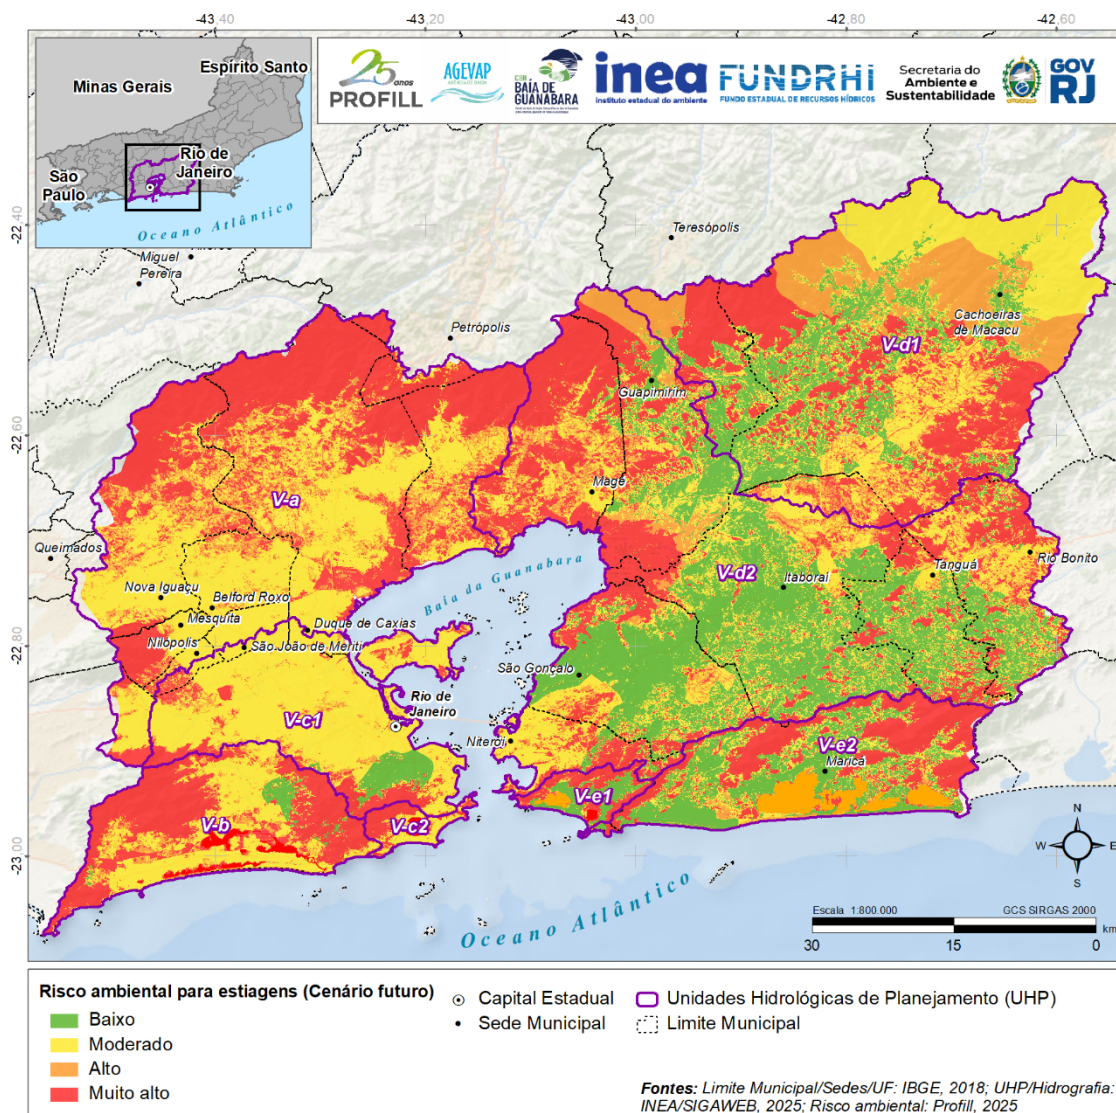 -43,40
-43,20
-43,00
-42,80
-42,60
Minas Gerais
Espírito Santo
Rio de
Janeiro
São
Paulo
Oceano Atlântico
25 anos
PROFILL
AGEVAP
CBH
BAÍA DE
GUANABARA
inea
instituto estadual do ambiente
FUNDRHI
FUNDO ESTADUAL DE RECURSOS HÍDRICOS
Secretaria do
Ambiente e
Sustentabilidade
GOV
RJ
-22,40
-22,60
-22,80
-23,00
Miguel
Pereira
Teresópolis
Petrópolis
Cachoeiras
de Macacu
V-d1
Guapimirim
Magé
V-a
Queimados
Nova Iguaçu
Belford Roxo
Mesquita
Nilópolis
Duque de Caxias
São João de Meriti
Baía da Guanabara
V-d2
Itaboraí
Tanguá
Rio Bonito
São Gonçalo
Rio de
Janeiro
V-c1
Niterói
V-e2
Maricá
V-e1
V-b
V-c2
Oceano Atlântico
N
W
E
S
Escala 1:800.000
GCS SIRGAS 2000
km
30
15
0
Risco ambiental para estiagens (Cenário futuro)
Baixo
Moderado
Alto
Muito alto
Capital Estadual
Sede Municipal
Unidades Hidrológicas de Planejamento (UHP)
Limite Municipal
Fontes: Limite Municipal/Sedes/UF: IBGE, 2018; UHP/Hidrografia:
INEA/SIGAWEB, 2025; Risco ambiental: Profill, 2025